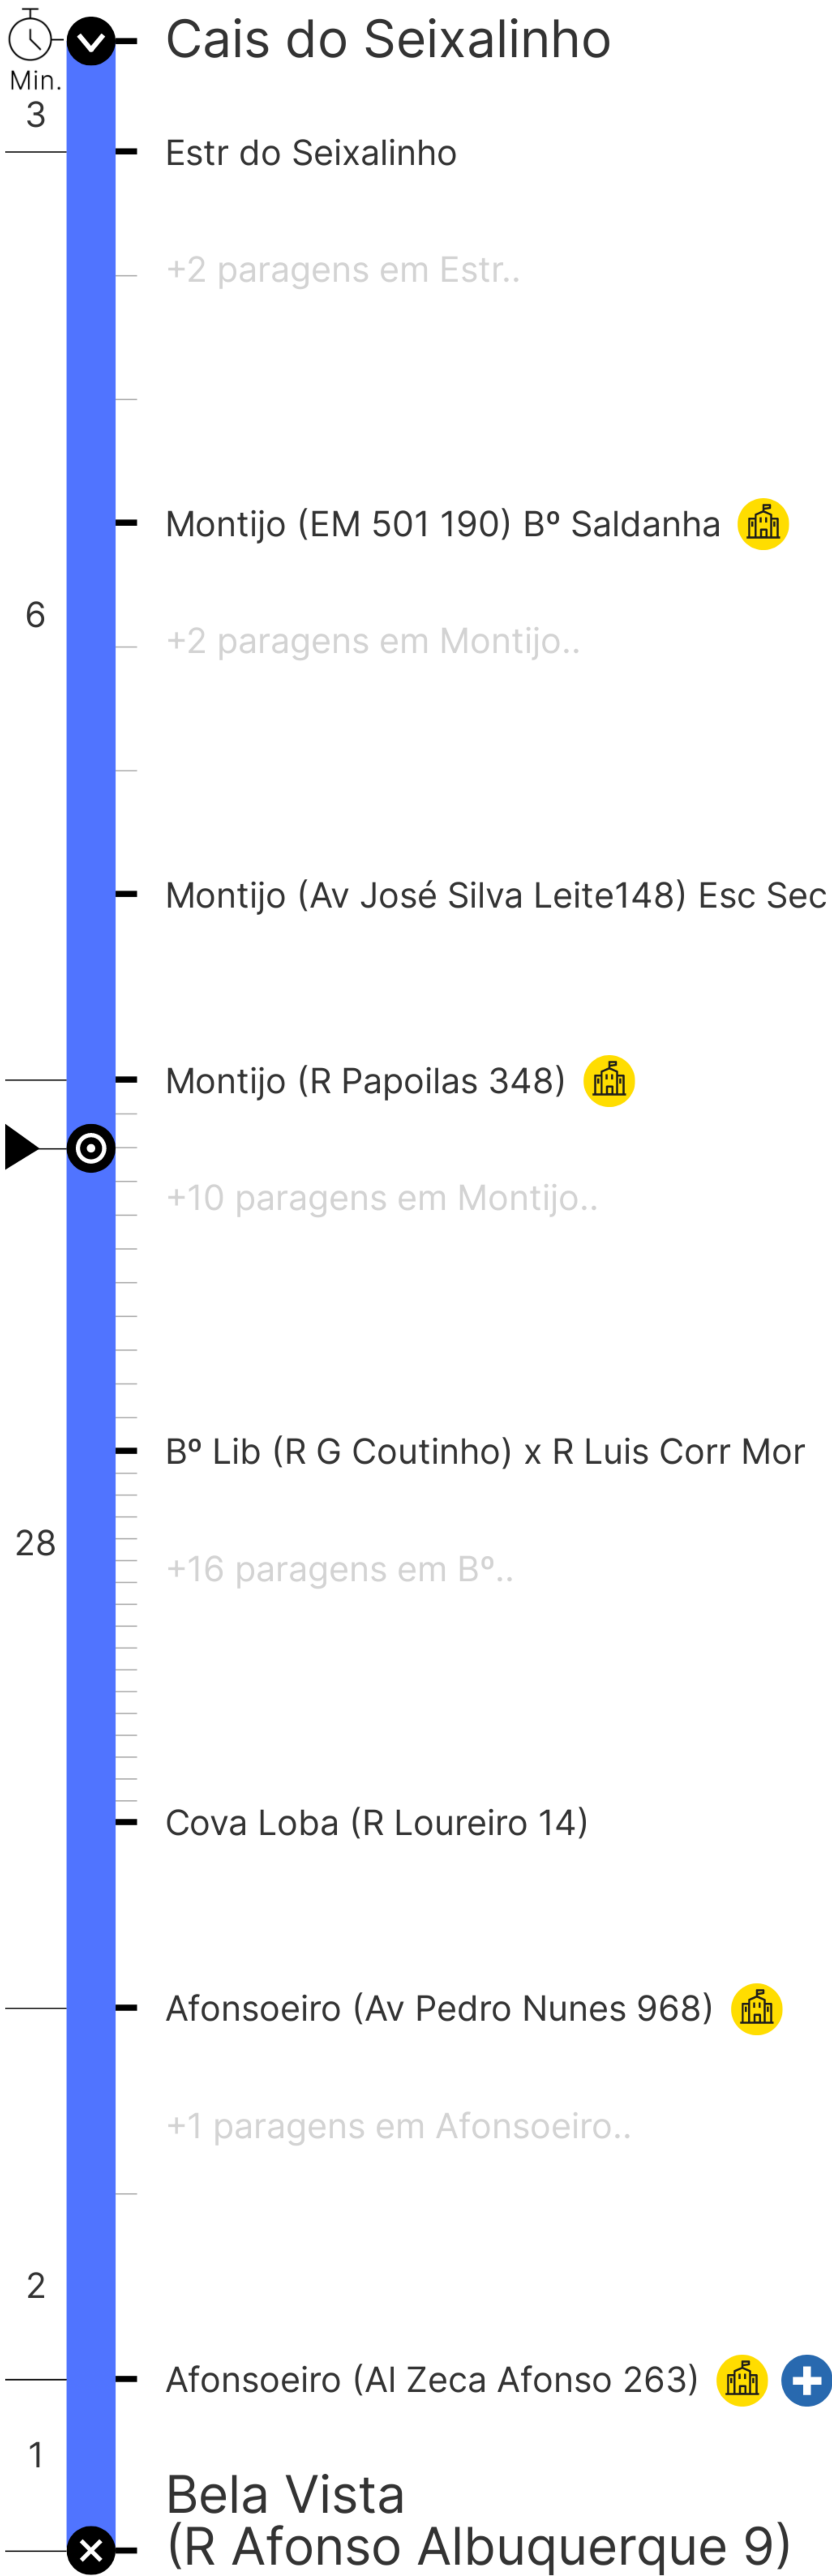 Cais do Seixalinho
Min.
3
Estr do Seixalinho
+2 paragens em Estr..
Montijo (EM 501 190) Bº Saldanha
6
+2 paragens em Montijo..
Montijo (Av José Silva Leite148) Esc Sec
Montijo (R Papoilas 348)
+10 paragens em Montijo..
Bº Lib (R G Coutinho) x R Luis Corr Mor
28
+16 paragens em Bº..
Cova Loba (R Loureiro 14)
Afonsoeiro (Av Pedro Nunes 968)
+1 paragens em Afonsoeiro..
2
Afonsoeiro (Al Zeca Afonso 263)
1
Bela Vista
(R Afonso Albuquerque 9)